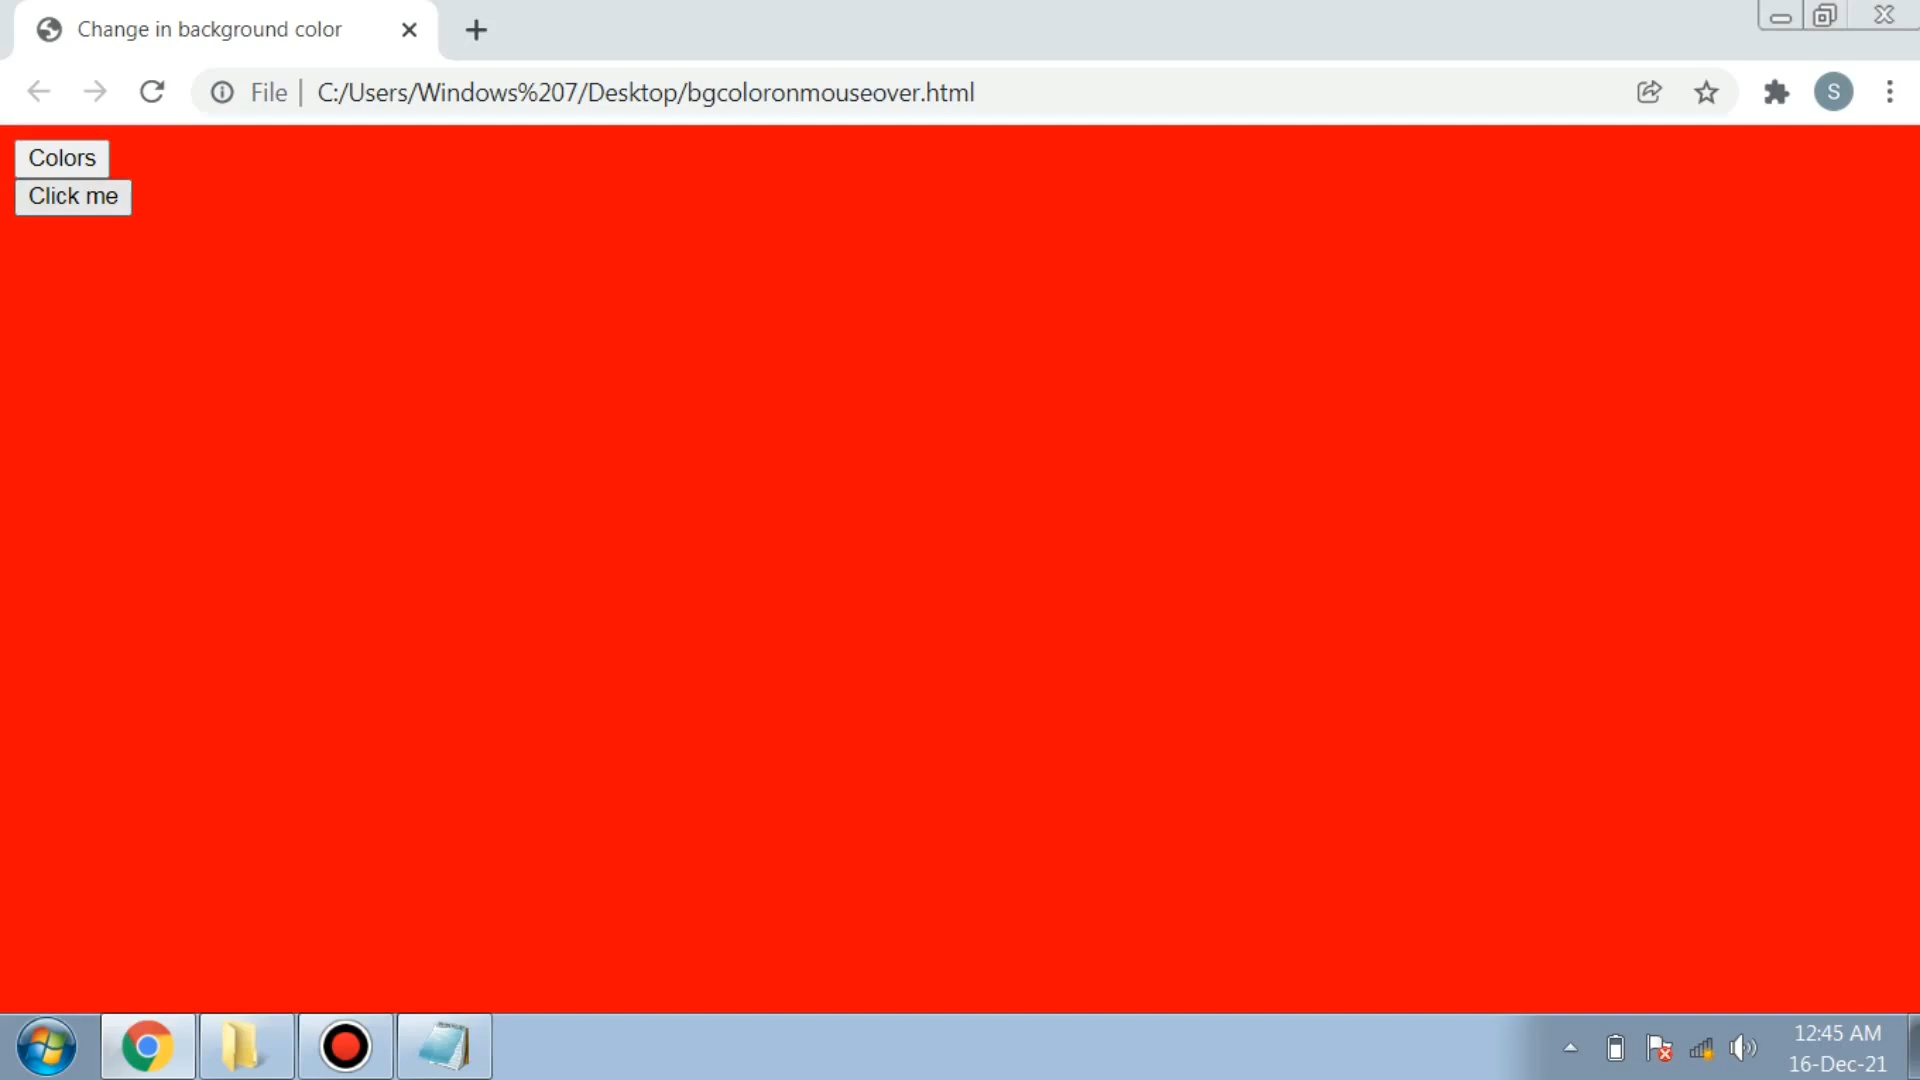 Change in background color
File | C:/Users/Windows%207/Desktop/bgcoloronmouseover.html
S
Colors
Click me
12:45 AM
16-Dec-21